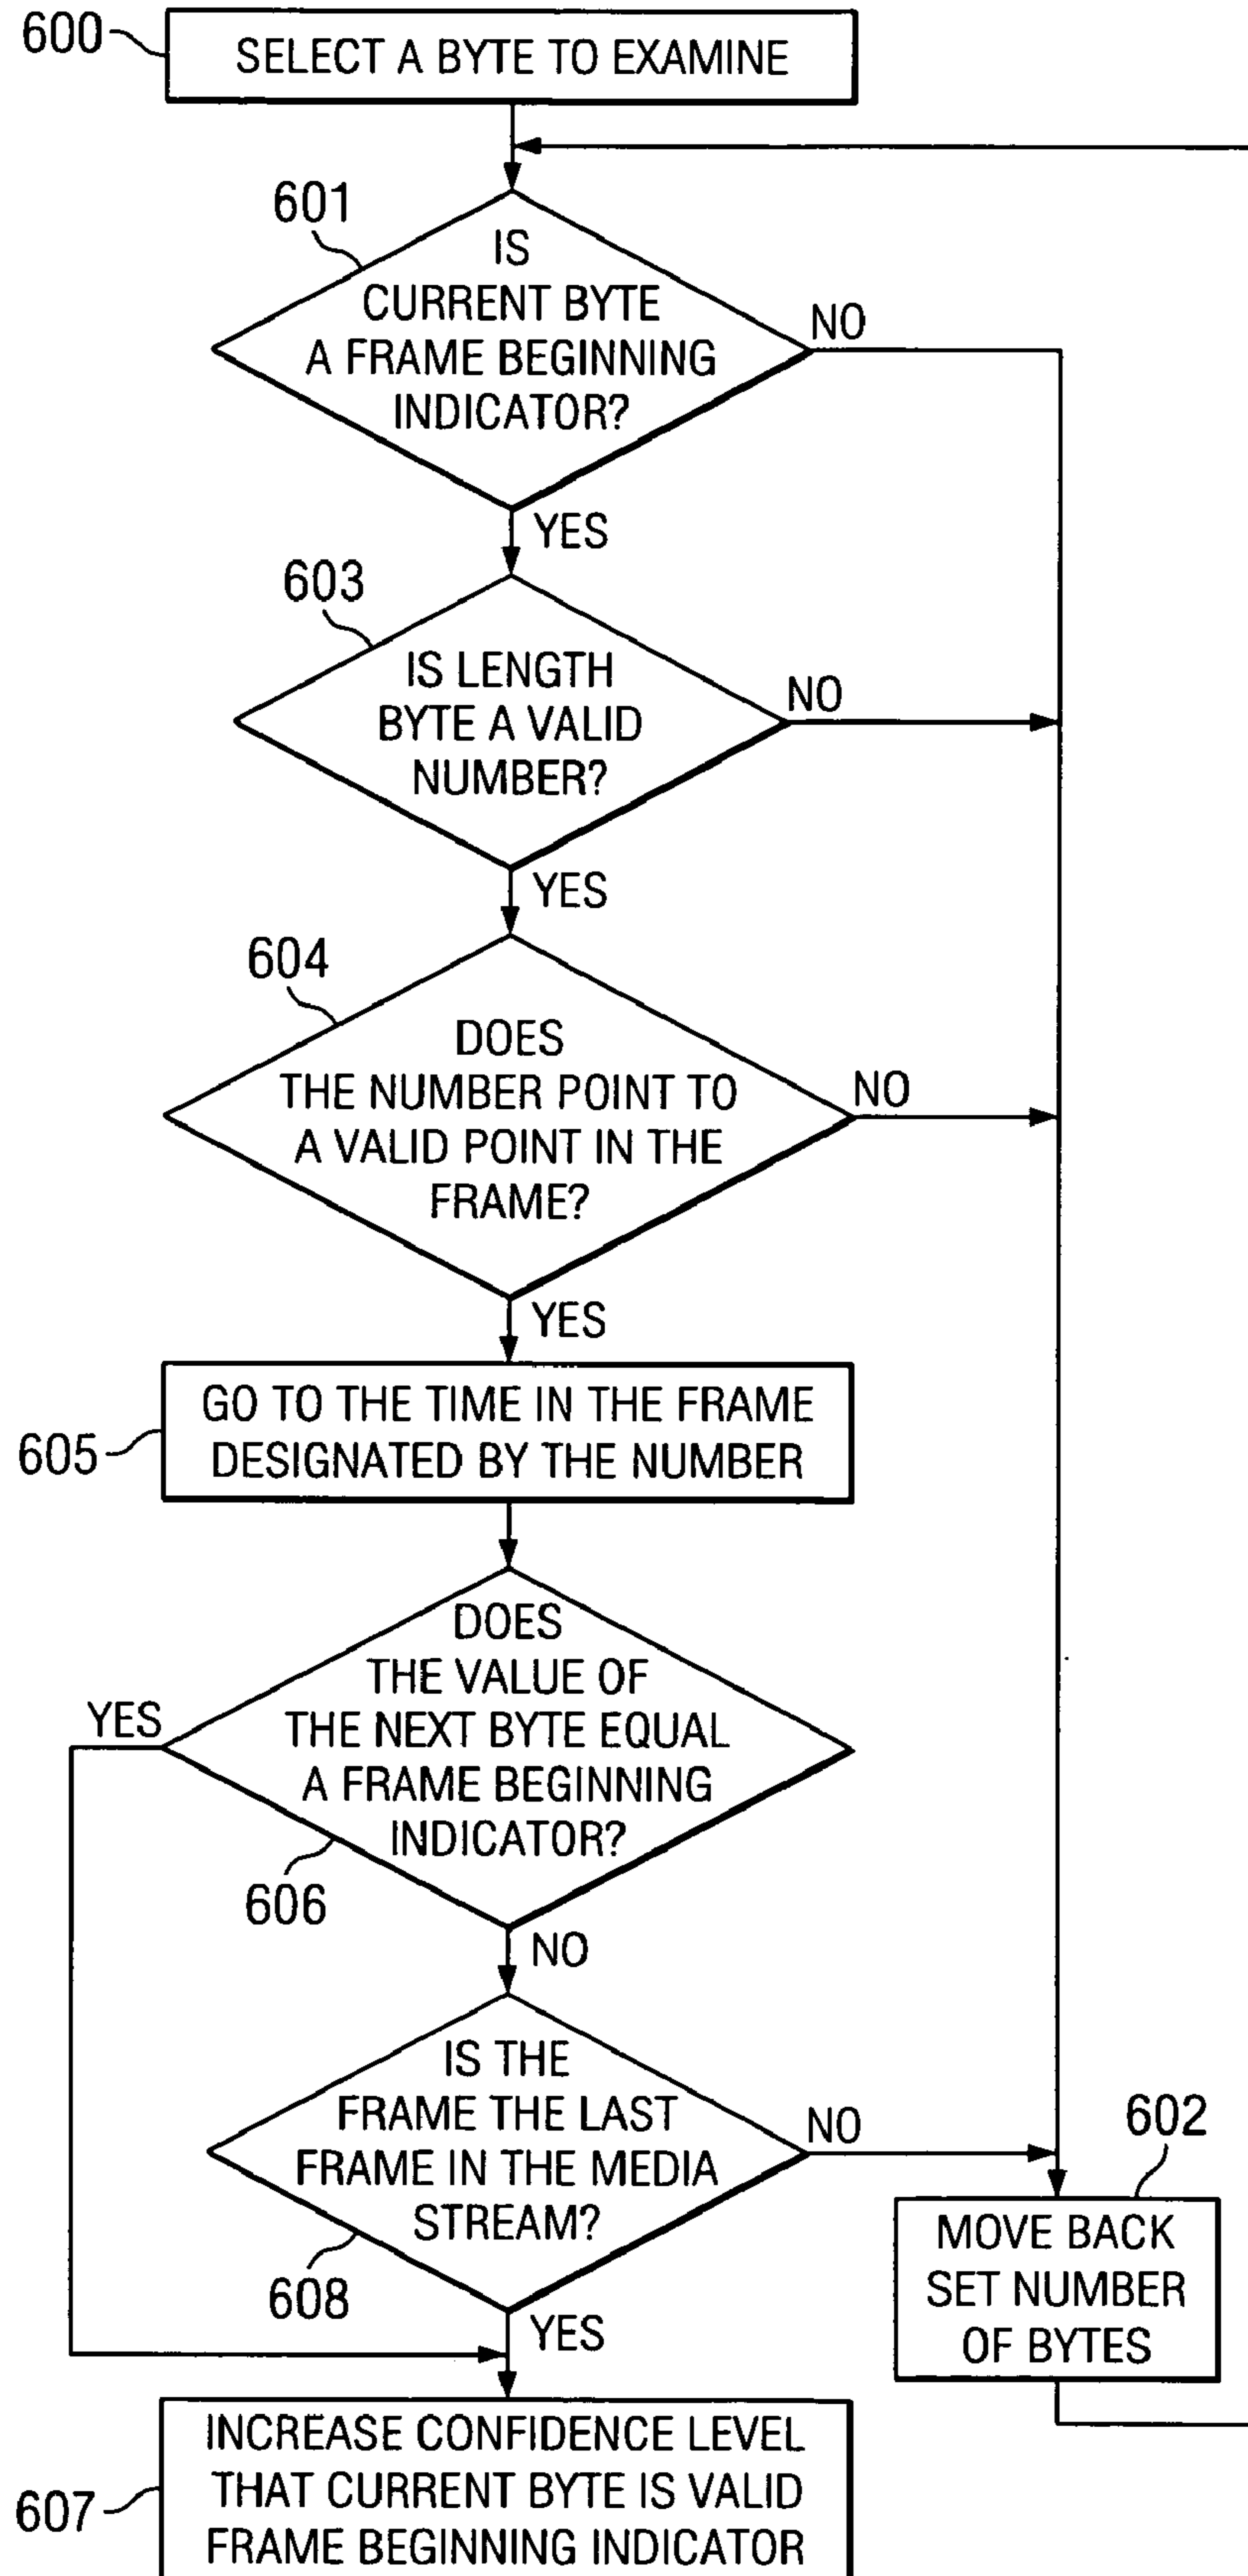 600
SELECT A BYTE TO EXAMINE
601
IS
CURRENT BYTE
A FRAME BEGINNING
INDICATOR?
NO
YES
603
IS LENGTH
BYTE A VALID
NUMBER?
NO
YES
604
DOES
THE NUMBER POINT TO
A VALID POINT IN THE
FRAME?
NO
YES
605
GO TO THE TIME IN THE FRAME
DESIGNATED BY THE NUMBER
DOES
THE VALUE OF
THE NEXT BYTE EQUAL
A FRAME BEGINNING
INDICATOR?
YES
606
NO
IS THE
FRAME THE LAST
FRAME IN THE MEDIA
STREAM?
NO
608
YES
602
MOVE BACK
SET NUMBER
OF BYTES
607
INCREASE CONFIDENCE LEVEL
THAT CURRENT BYTE IS VALID
FRAME BEGINNING INDICATOR